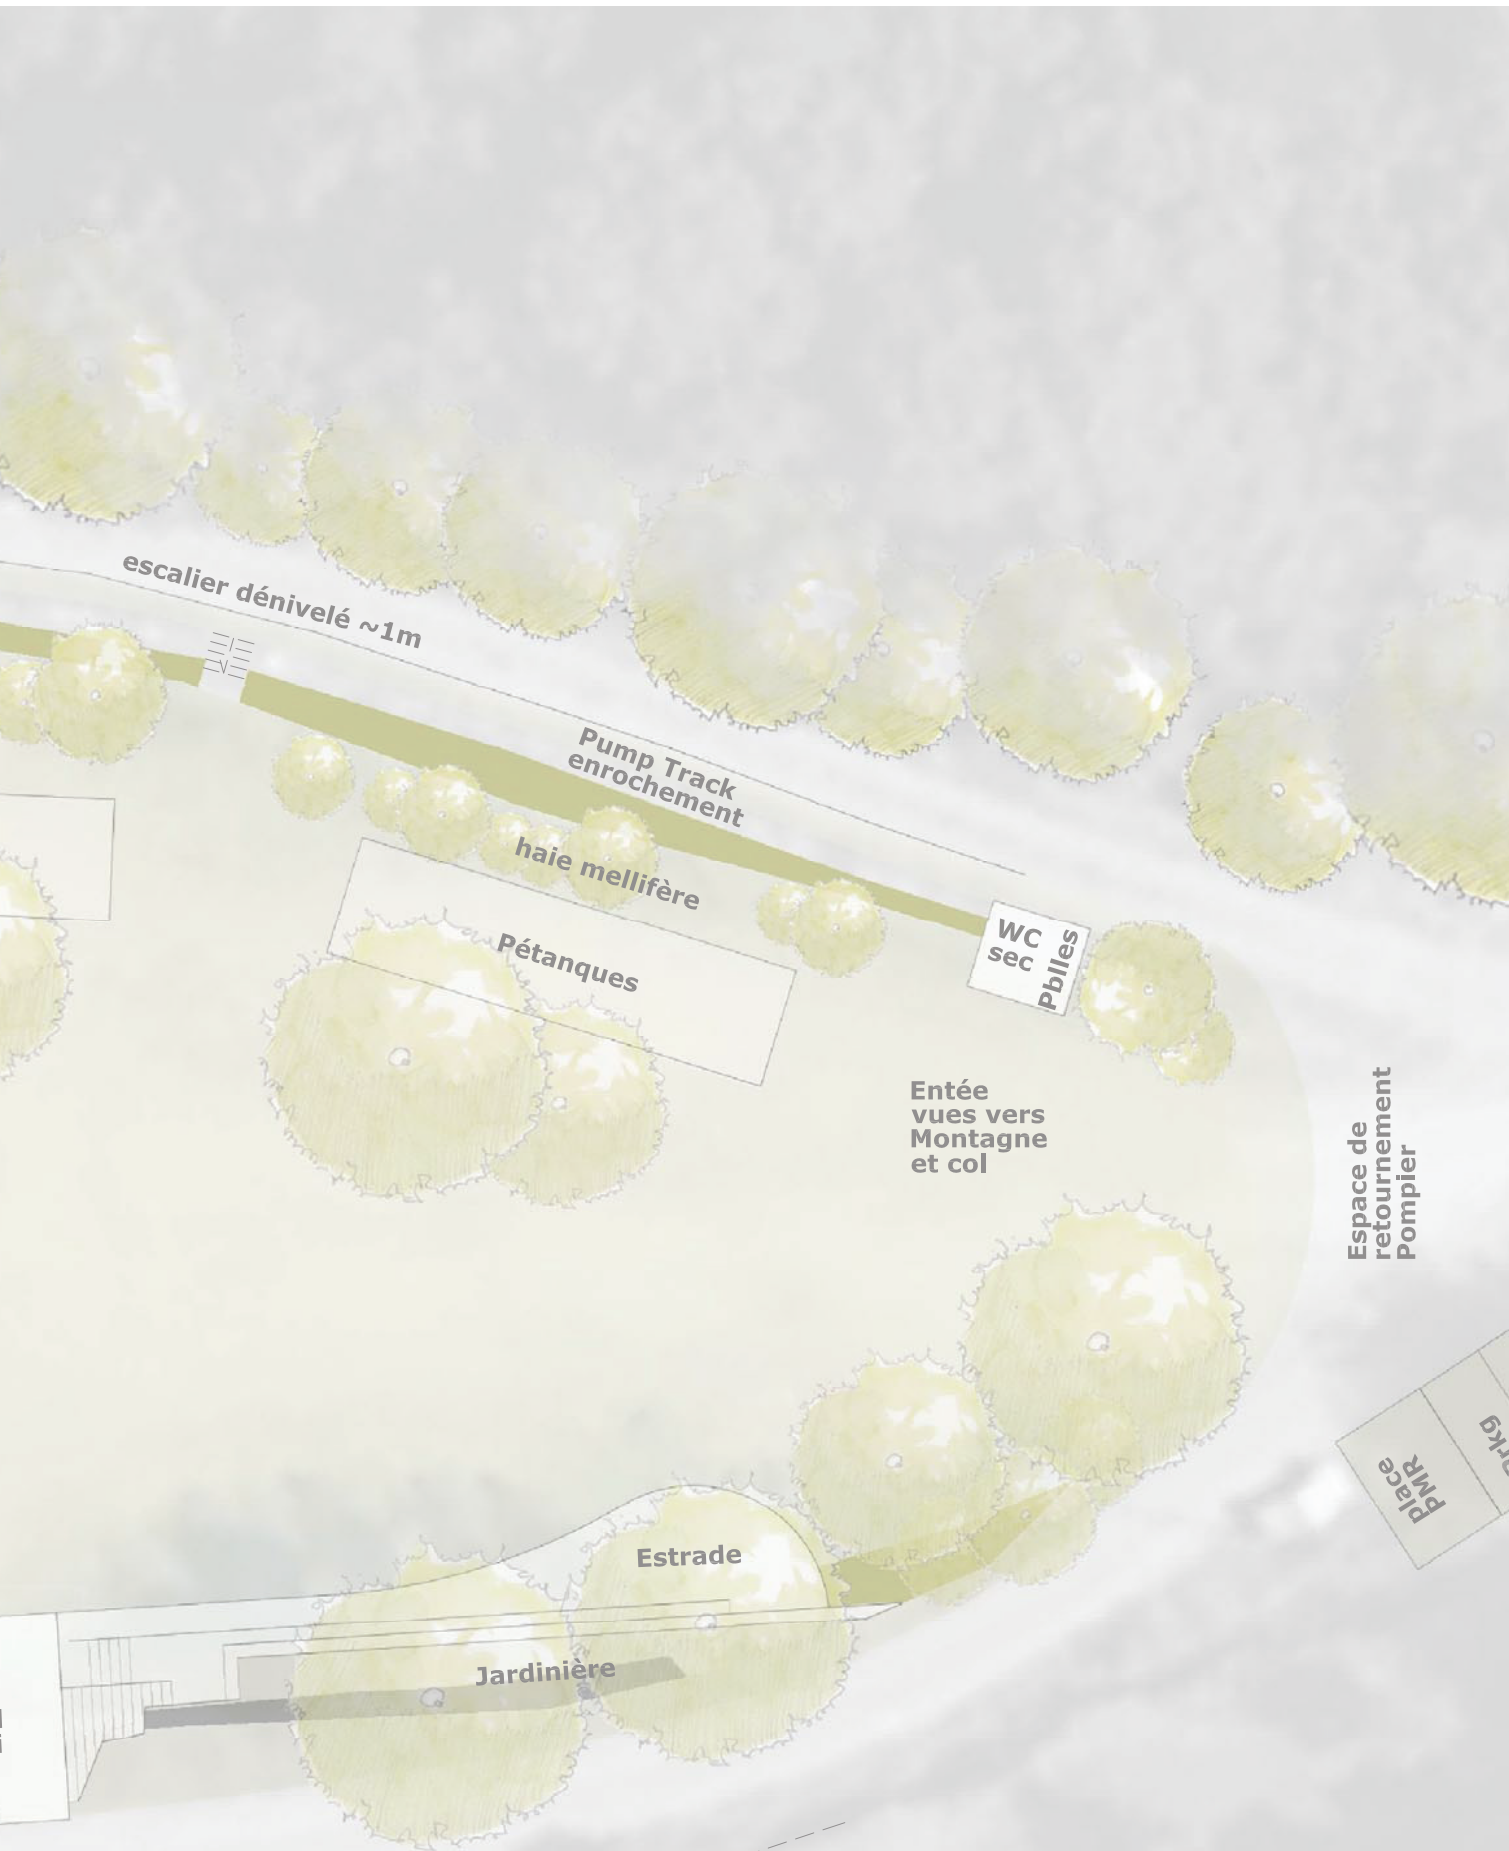 escalier dénivelé ~1m
Pump Track
enrochement
haie mellifère
Pétanques
WC
sec
Pblles
Entée
vues vers
Montagne
et col
Espace de
retournement
Pompier
place
PMR
Estrade
Jardinière